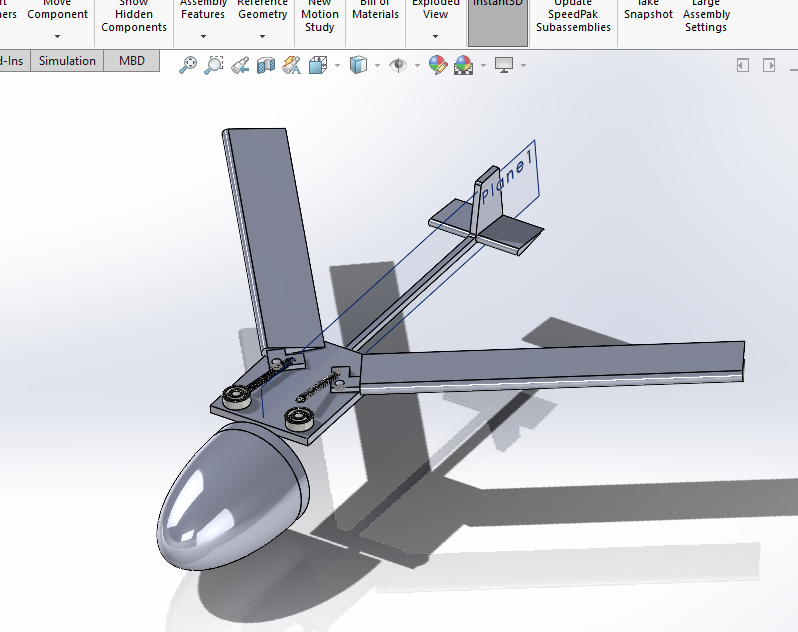 Move
Component
Show
Hidden
Components
Assembly
Features
Reference
Geometry
New
Motion
Study
Bill of
Materials
Exploded
View
Instant3D
Update
SpeedPak
Subassemblies
Take
Snapshot
Large
Assembly
Settings
Simulation
MBD
Plane1